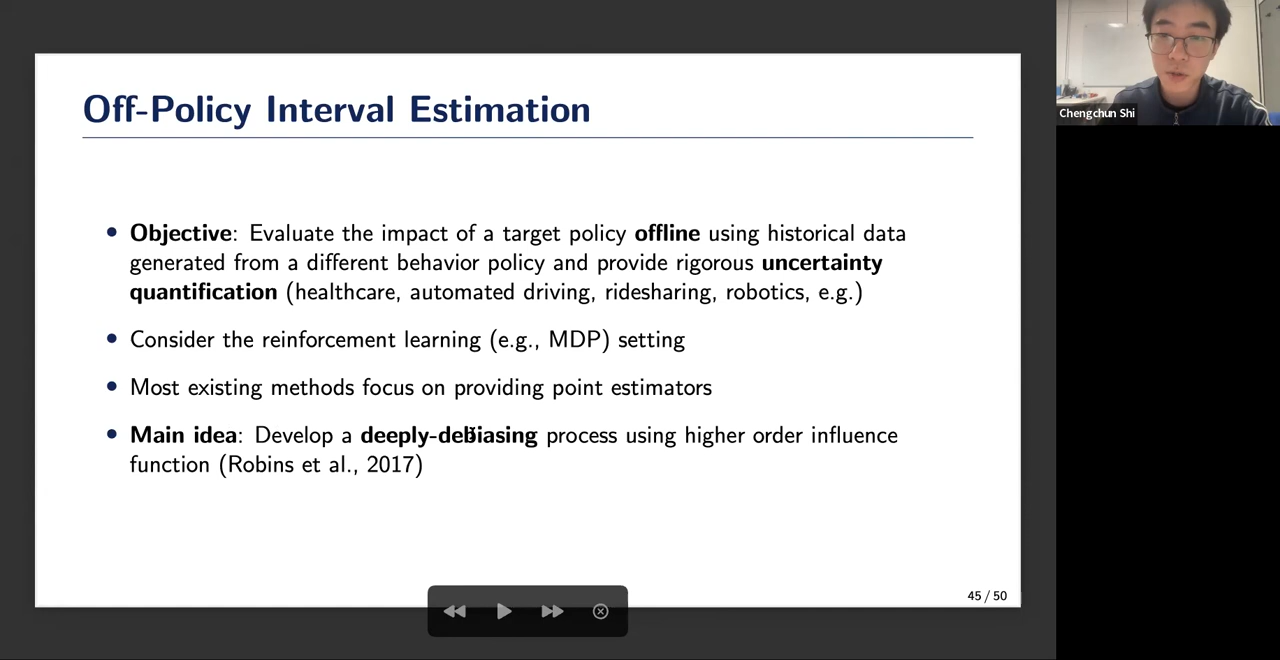 Off-Policy Interval Estimation
• Objective: Evaluate the impact of a target policy offline using historical data
generated from a different behavior policy and provide rigorous uncertainty
quantification (healthcare, automated driving, ridesharing, robotics, e.g.)
• Consider the reinforcement learning (e.g., MDP) setting
• Most existing methods focus on providing point estimators
• Main idea: Develop a deeply-debiasing process using higher order influence
function (Robins et al., 2017)
45 / 50
Chengchun Shi